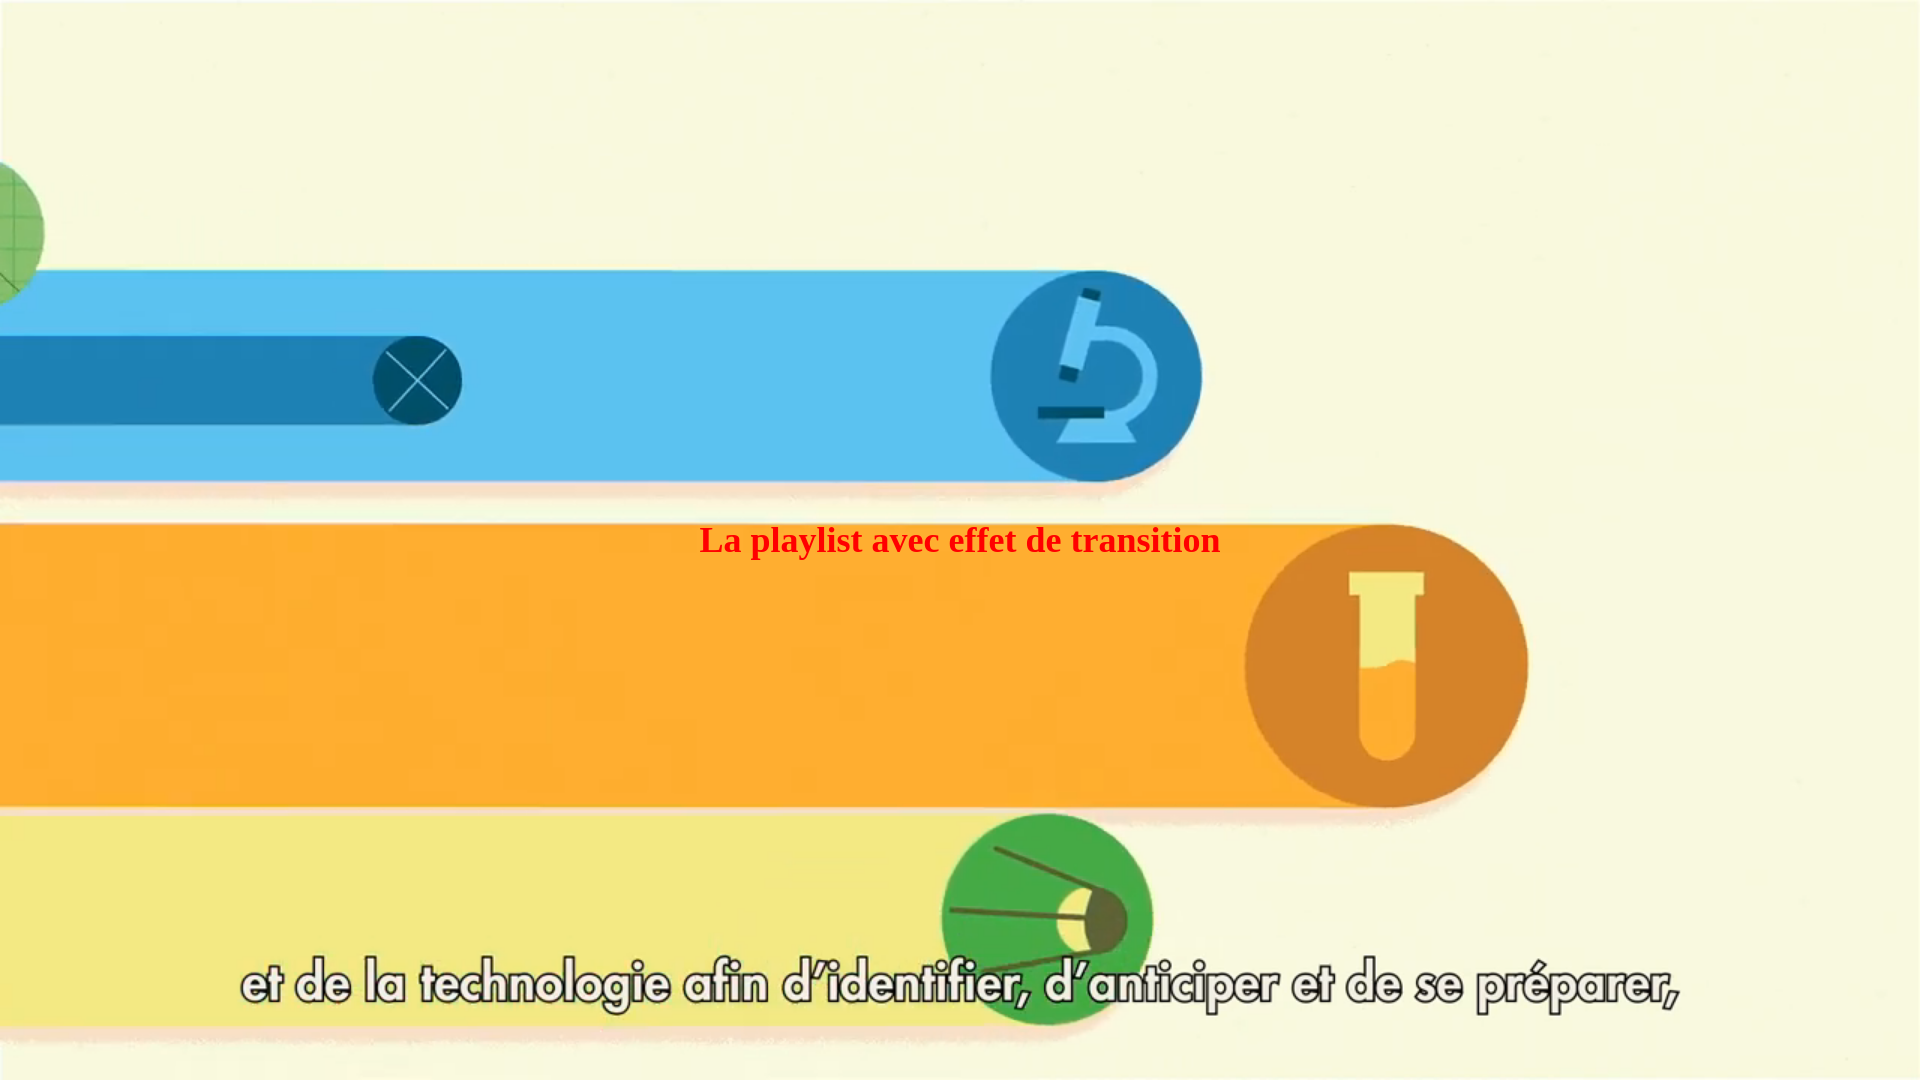 La playlist avec effet de transition
et de la technologie afin d’identifier, d’anticiper et de se préparer,